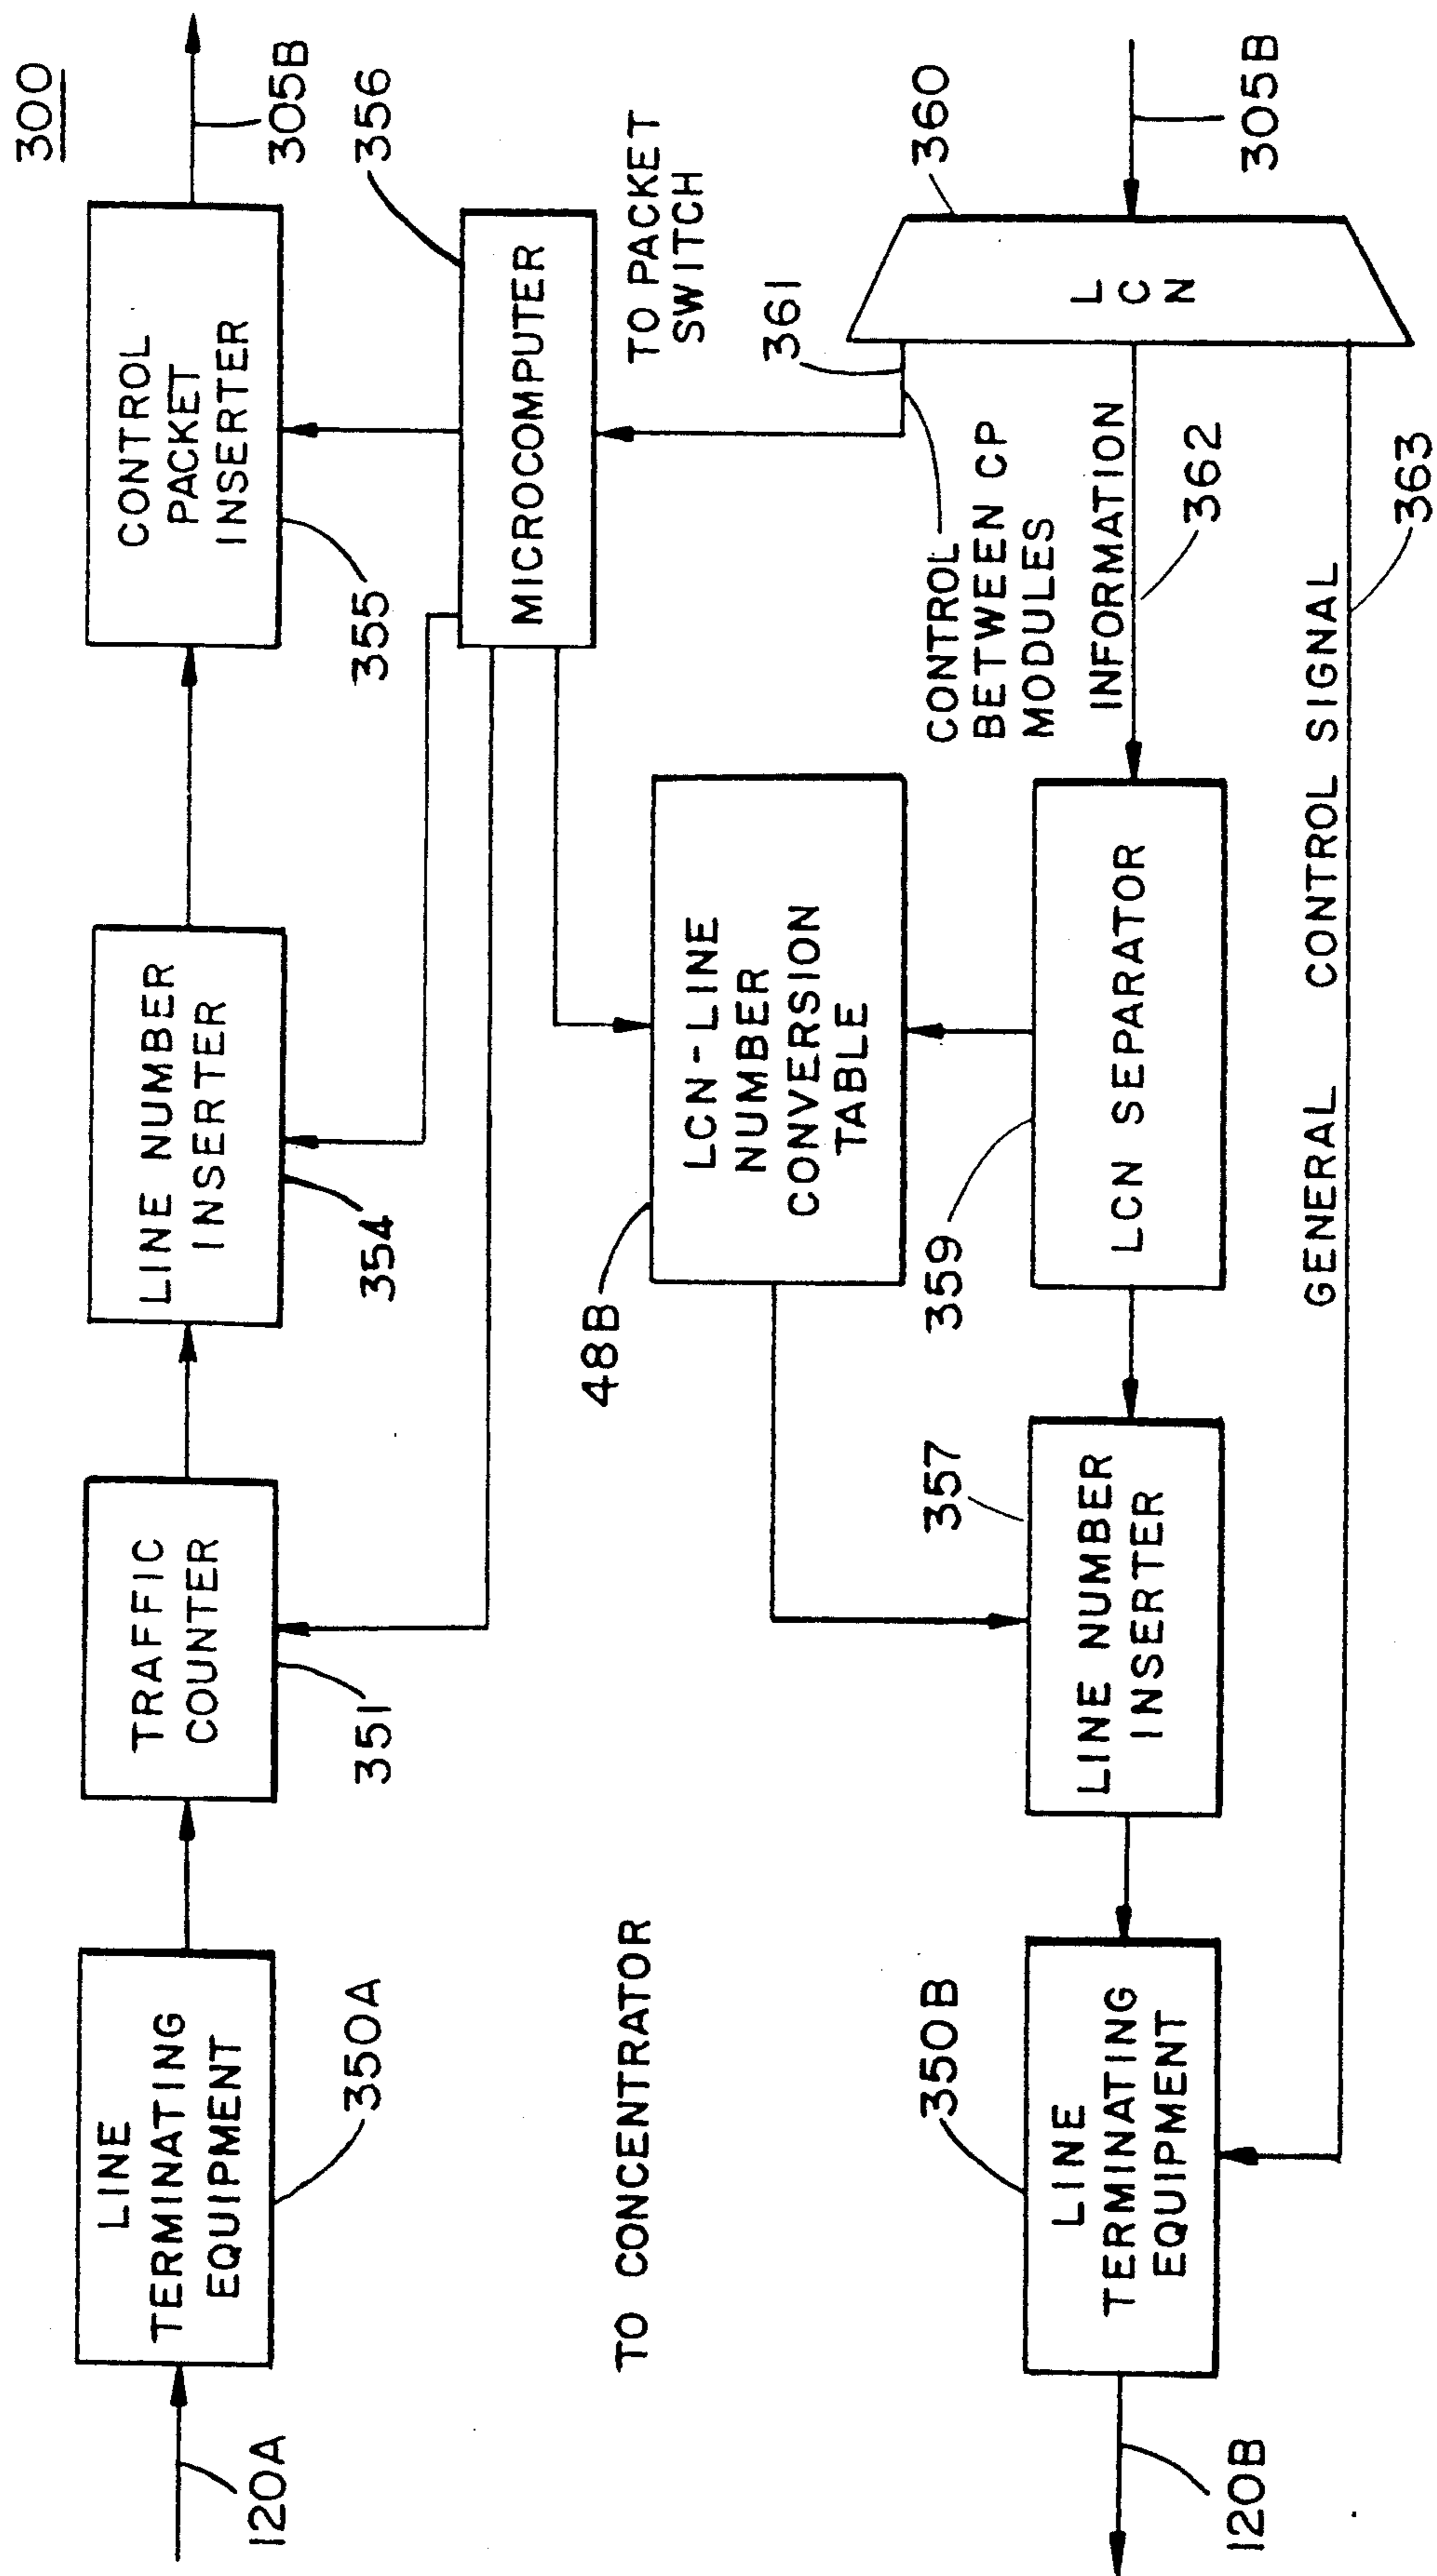 300
120A
LINE
TERMINATING
EQUIPMENT
350A
TRAFFIC
COUNTER
351
LINE NUMBER
INSERTER
354
CONTROL
PACKET
INSERTER
355
305B
MICROCOMPUTER
356
TO CONCENTRATOR
TO PACKET
SWITCH
48B
LCN-LINE
NUMBER
CONVERSION
TABLE
361
CONTROL
BETWEEN CP
MODULES
360
LCN
305B
INFORMATION
362
359
LCN SEPARATOR
357
LINE NUMBER
INSERTER
350B
LINE
TERMINATING
EQUIPMENT
120B
GENERAL CONTROL SIGNAL
363